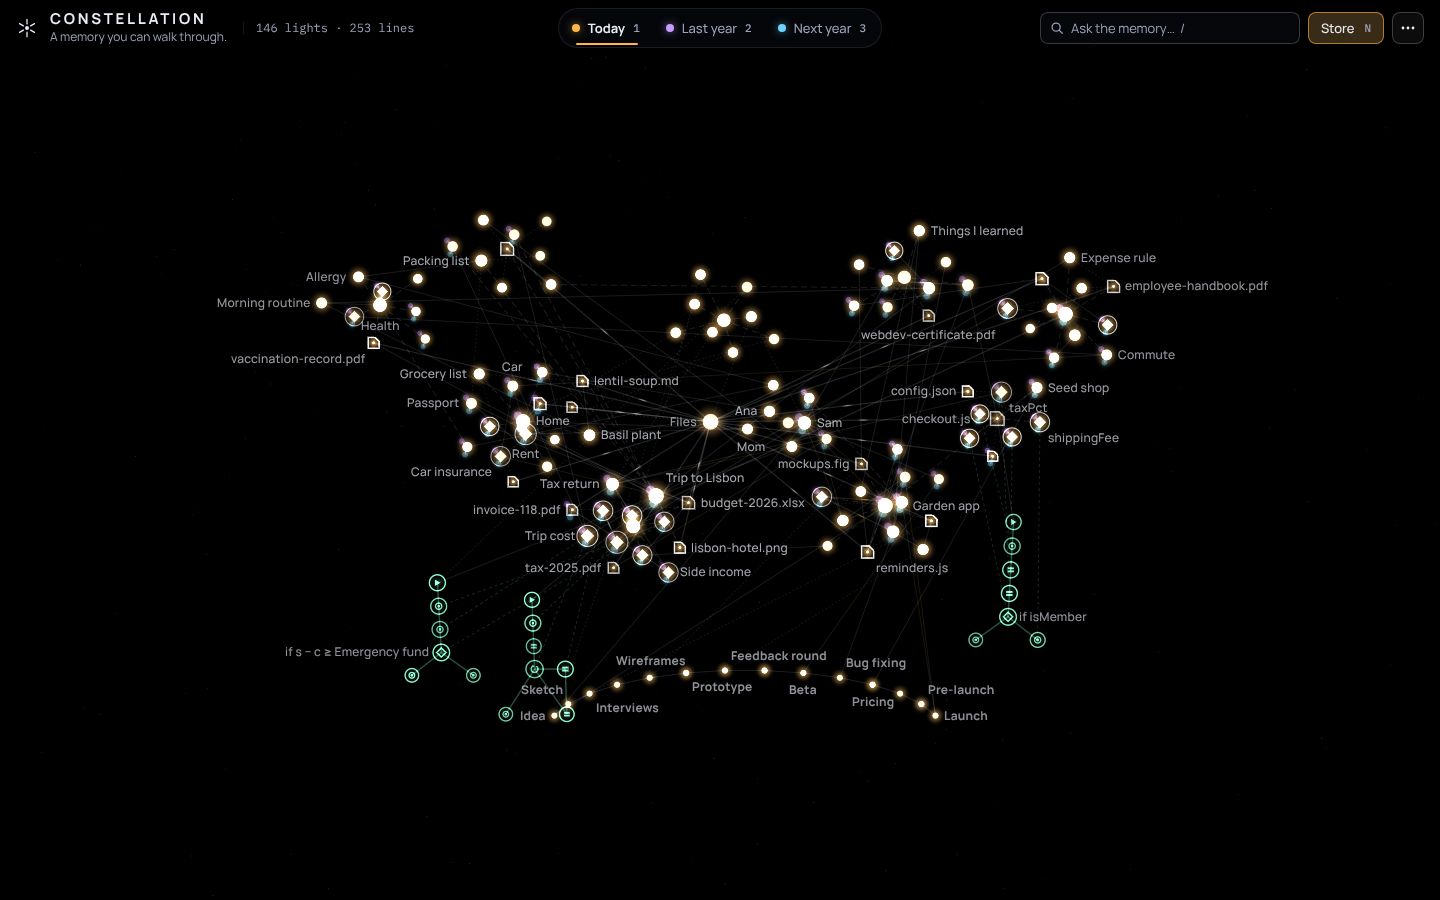 CONSTELLATION
A memory you can walk through.
146 lights · 253 lines
Today 1
Last year 2
Next year 3
Ask the memory… /
Store N
Things I learned
Packing list
Expense rule
Allergy
employee-handbook.pdf
Morning routine
Health
webdev-certificate.pdf
vaccination-record.pdf
Commute
Car
Grocery list
lentil-soup.md
Seed shop
config.json
Passport
Ana
taxPct
Home
Files
Sam
checkout.js
Basil plant
shippingFee
Mom
Rent
mockups.fig
Car insurance
Trip to Lisbon
Tax return
budget-2026.xlsx
Garden app
invoice-118.pdf
Trip cost
lisbon-hotel.png
tax-2025.pdf
Side income
reminders.js
if isMember
if s − c ≥ Emergency fund
Feedback round
Wireframes
Bug fixing
Prototype
Sketch
Beta
Pre-launch
Pricing
Interviews
Idea
Launch